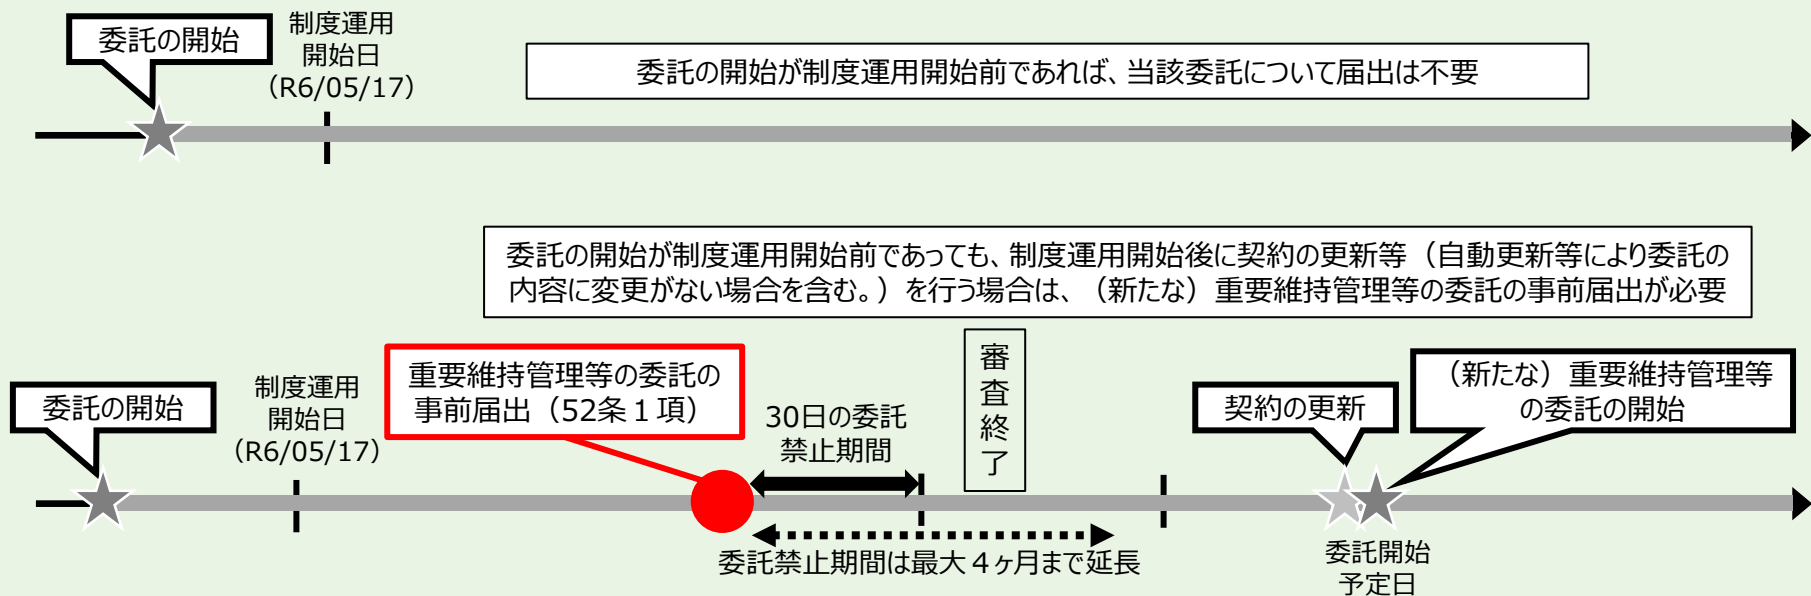 委託の開始
制度運用
開始日
（R6/05/17）
委託の開始が制度運用開始前であれば、当該委託について届出は不要
委託の開始が制度運用開始前であっても、制度運用開始後に契約の更新等（自動更新等により委託の
内容に変更がない場合を含む。）を行う場合は、（新たな）重要維持管理等の委託の事前届出が必要
委託の開始
制度運用
開始日
（R6/05/17）
重要維持管理等の委託の
事前届出（52条１項）
30日の委託
禁止期間
審査終了
契約の更新
（新たな）重要維持管理等
の委託の開始
委託禁止期間は最大４ヶ月まで延長
委託開始
予定日